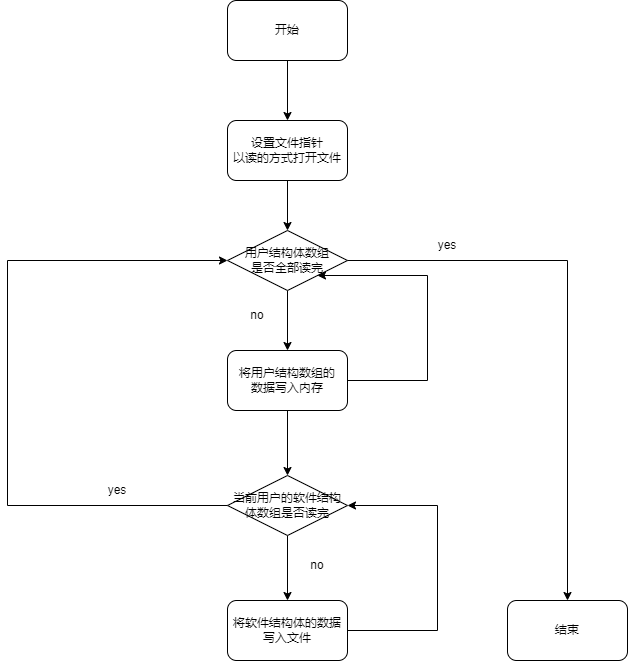 开始
设置文件指针
以读的方式打开文件
用户结构体数组
是否全部读完
yes
no
将用户结构数组的
数据写入内存
当前用户的软件结构
体数组是否读完
yes
no
将软件结构体的数据
写入文件
结束